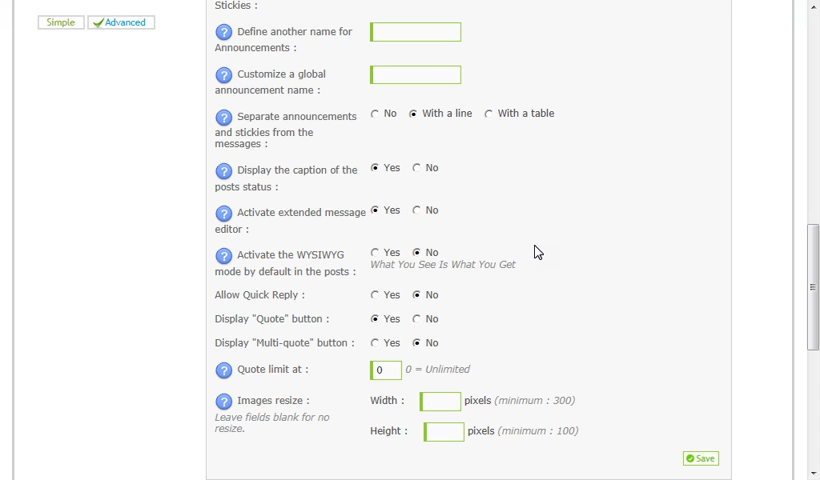 Stickies :
Simple
Advanced
Define another name for
Announcements :
Customize a global
announcement name :
Separate announcements
and stickies from the
messages :
No With a line With a table
Display the caption of the
posts status :
Yes No
Activate extended message
editor :
Yes No
Activate the WYSIWYG
mode by default in the posts :
Yes No
What You See Is What You Get
Allow Quick Reply :
Yes No
Display "Quote" button :
Yes No
Display "Multi-quote" button :
Yes No
Quote limit at :
0 0 = Unlimited
Images resize :
Leave fields blank for no
resize.
Width : pixels (minimum : 300)
Height : pixels (minimum : 100)
Save